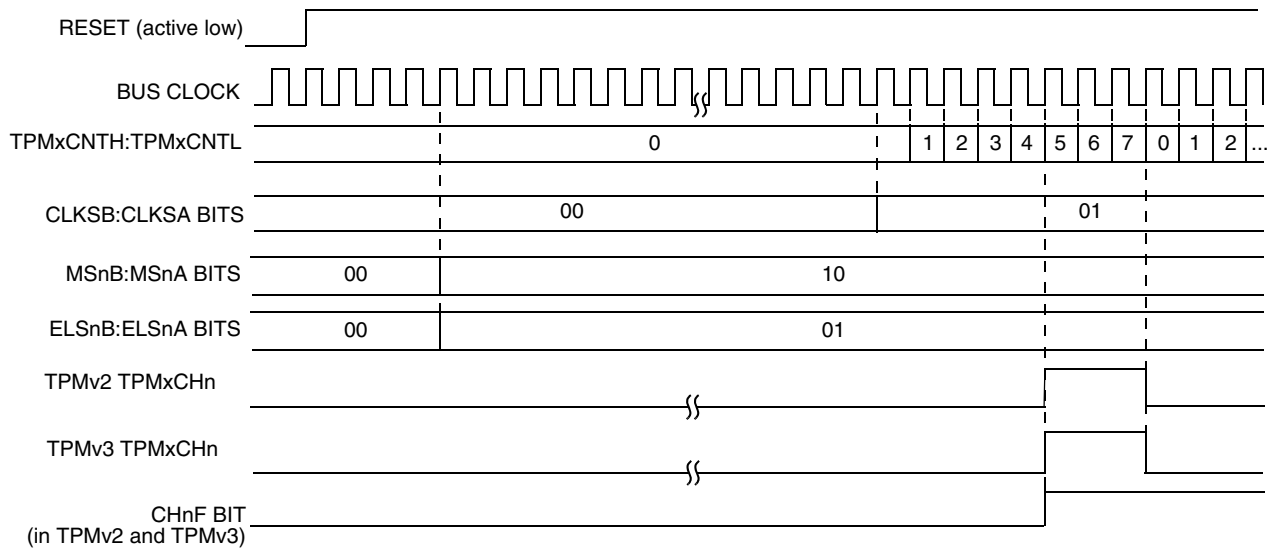 RESET (active low)
BUS CLOCK
TPMxCNTH:TPMxCNTL 0 1 2 3 4 5 6 7 0 1 2 ...
CLKSB:CLKSA BITS 00 01
MSnB:MSnA BITS 00 10
ELSnB:ELSnA BITS 00 01
TPMv2 TPMxCHn
TPMv3 TPMxCHn
CHnF BIT
(in TPMv2 and TPMv3)